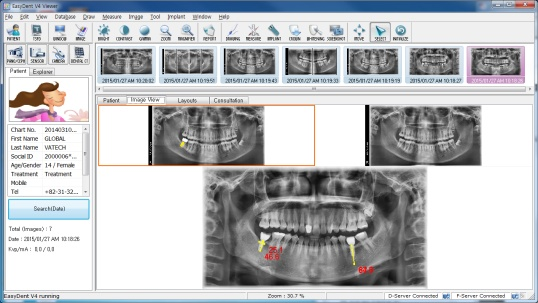 EasyDent V4 Viewer
File Edit View Database Draw Measure Image Tool Implant Window Help
PATIENT TOTO WINDOW IMAGE BRIGHT CONTRAST GAMMA ZOOM MAGNIFIER REPORT DRAWING MEASURE IMPLANT CROWN WHITENING SIDESHOT MOVE SELECT INITIALIZE
PANO/CEPH SENSOR CAMERA DENTAL CT
2015/01/27 AM 10:26:02 2015/01/27 AM 10:19:51 2015/01/27 AM 10:19:43 2015/01/27 AM 10:19:31 2015/01/27 AM 10:15:19 2015/01/27 AM 10:18:27 2015/01/27 AM 10:18:26
Patient Explorer
Patient Image View Layouts Consultation
Chart No. 20140310...
First Name GLOBAL
Last Name VATECH
Social ID 2000006*...
Age/Gender 14 / Female
Treatment Treatment
Mobile
Tel +82-31-32...
Search(Date)
Total (Images) : 7
Date : 2015/01/27 AM 10:18:26
Kvp/mA : 0,0 / 0,0
EasyDent V4 running
Zoom : 30.7 %
D-Server Connected
F-Server Connected